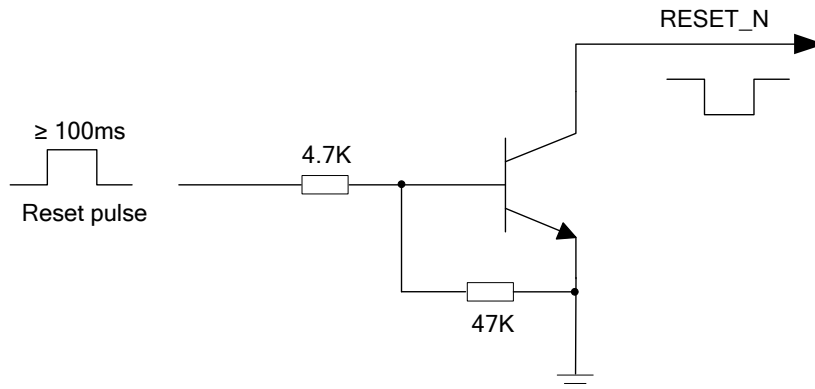 RESET_N
≥ 100ms
4.7K
Reset pulse
47K